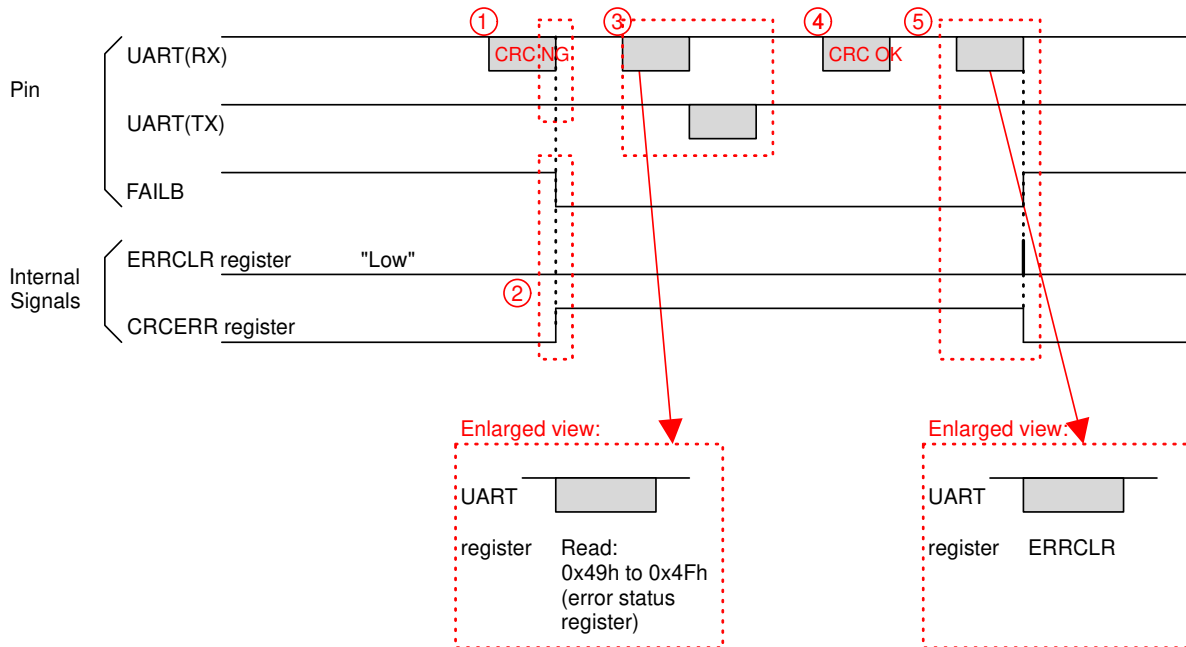 ① ③ ④ ⑤
UART(RX) CRC NG CRC OK
Pin
UART(TX)
FAILB
ERRCLR register "Low"
Internal
Signals
②
CRCERR register
Enlarged view: Enlarged view:
UART UART
register Read: register ERRCLR
0x49h to 0x4Fh
(error status
register)